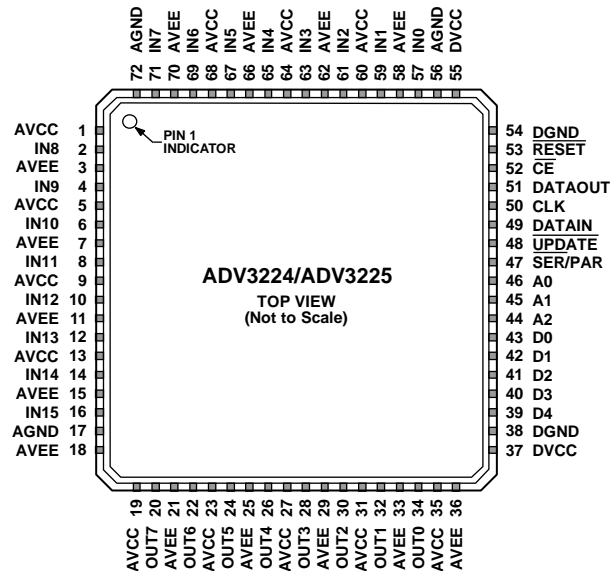 72 AGND
71 IN7
70 AVEE
69 IN6
68 AVCC
67 IN5
66 AVEE
65 IN4
64 AVCC
63 IN3
62 AVEE
61 IN2
60 AVCC
59 IN1
58 AVEE
57 IN0
56 AGND
55 DVCC
PIN 1
INDICATOR
AVCC 1
IN8 2
AVEE 3
IN9 4
AVCC 5
IN10 6
AVEE 7
IN11 8
AVCC 9
IN12 10
AVEE 11
IN13 12
AVCC 13
IN14 14
AVEE 15
IN15 16
AGND 17
AVEE 18
ADV3224/ADV3225
TOP VIEW
(Not to Scale)
54 DGND
53 RESET
52 CE
51 DATAOUT
50 CLK
49 DATAIN
48 UPDATE
47 SER/PAR
46 A0
45 A1
44 A2
43 D0
42 D1
41 D2
40 D3
39 D4
38 DGND
37 DVCC
AVCC 19
OUT7 20
AVEE 21
OUT6 22
AVCC 23
OUT5 24
AVEE 25
OUT4 26
AVCC 27
OUT3 28
AVEE 29
OUT2 30
AVCC 31
OUT1 32
AVEE 33
OUT0 34
AVCC 35
AVEE 36